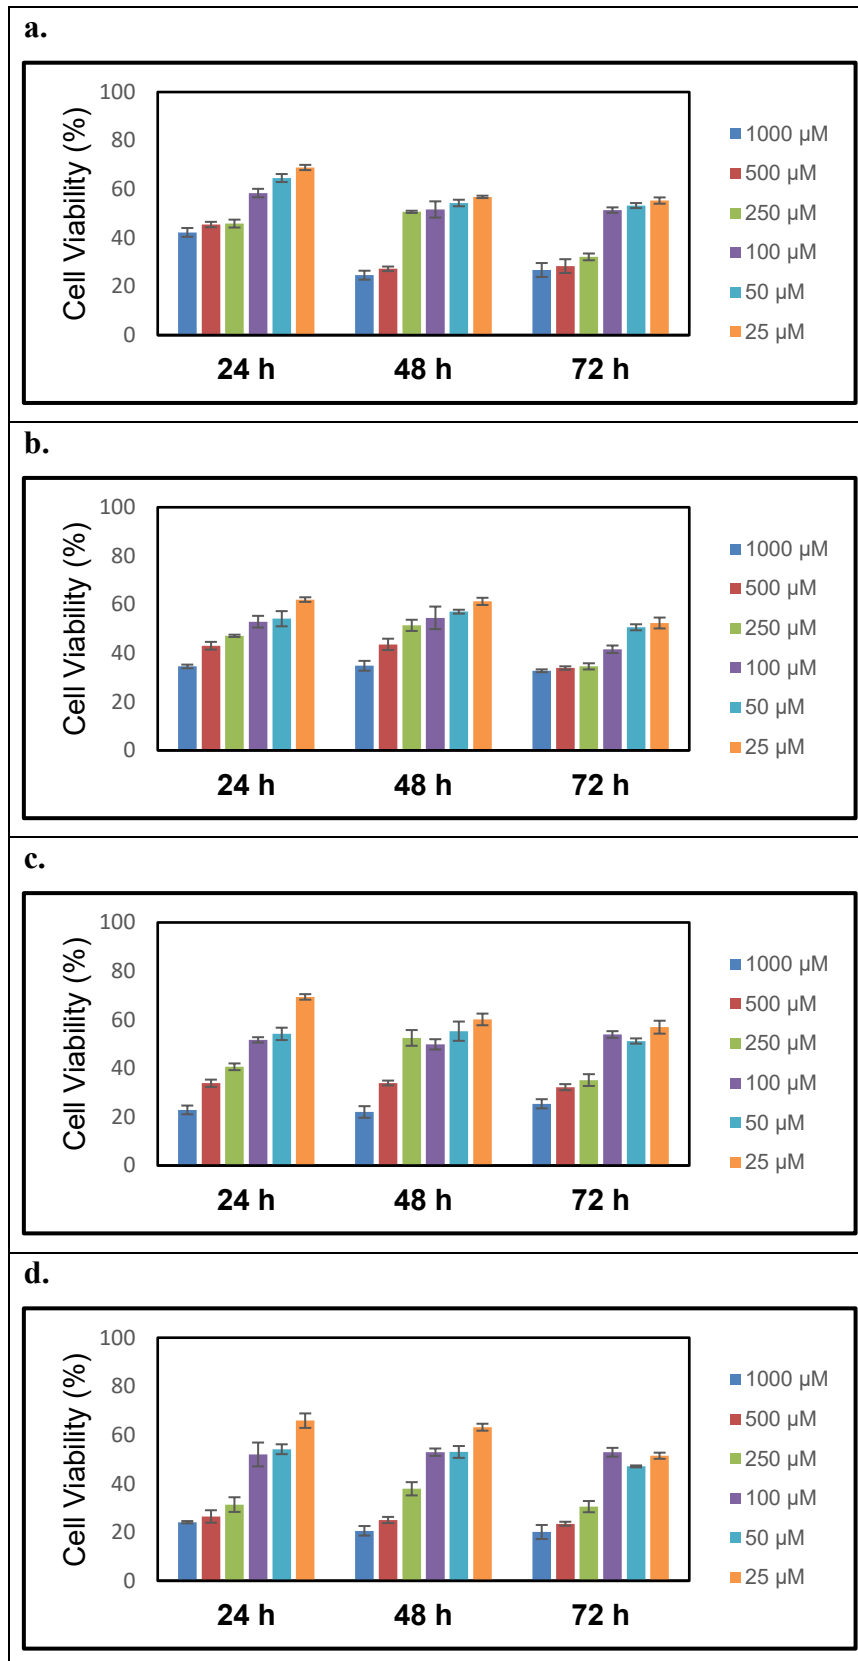 a.
Cell Viability (%)
100
80
60
40
20
0
24 h 48 h 72 h
1000 µM
500 µM
250 µM
100 µM
50 µM
25 µM
b.
Cell Viability (%)
100
80
60
40
20
0
24 h 48 h 72 h
1000 µM
500 µM
250 µM
100 µM
50 µM
25 µM
c.
Cell Viability (%)
100
80
60
40
20
0
24 h 48 h 72 h
1000 µM
500 µM
250 µM
100 µM
50 µM
25 µM
d.
Cell Viability (%)
100
80
60
40
20
0
24 h 48 h 72 h
1000 µM
500 µM
250 µM
100 µM
50 µM
25 µM